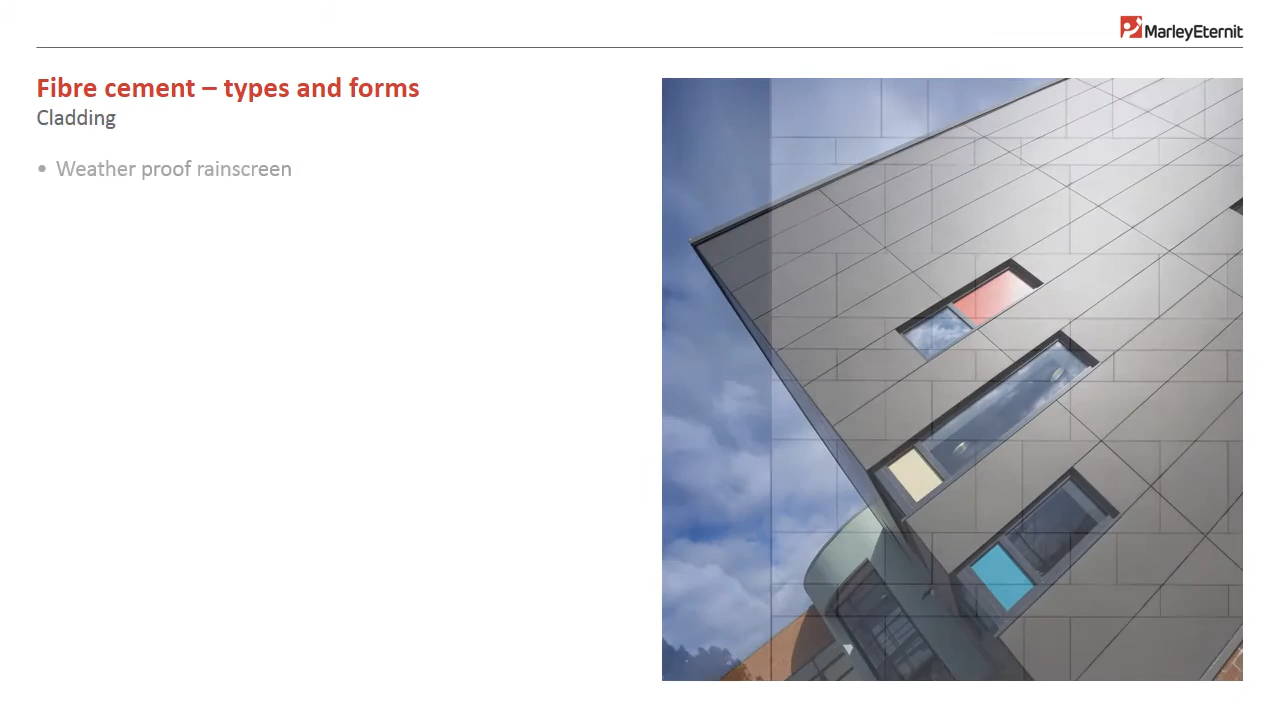 MarleyEternit
Fibre cement – types and forms
Cladding
• Weather proof rainscreen